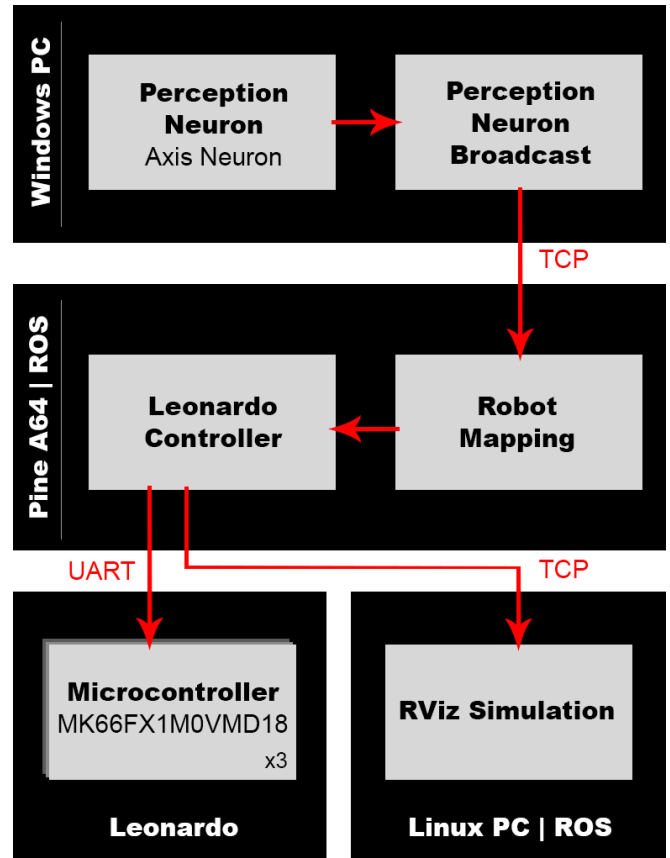 Windows PC
Perception
Neuron
Axis Neuron
Perception
Neuron
Broadcast
TCP
Pine A64 | ROS
Leonardo
Controller
Robot
Mapping
UART
TCP
Microcontroller
MK66FX1M0VMD18
x3
Leonardo
RViz Simulation
Linux PC | ROS